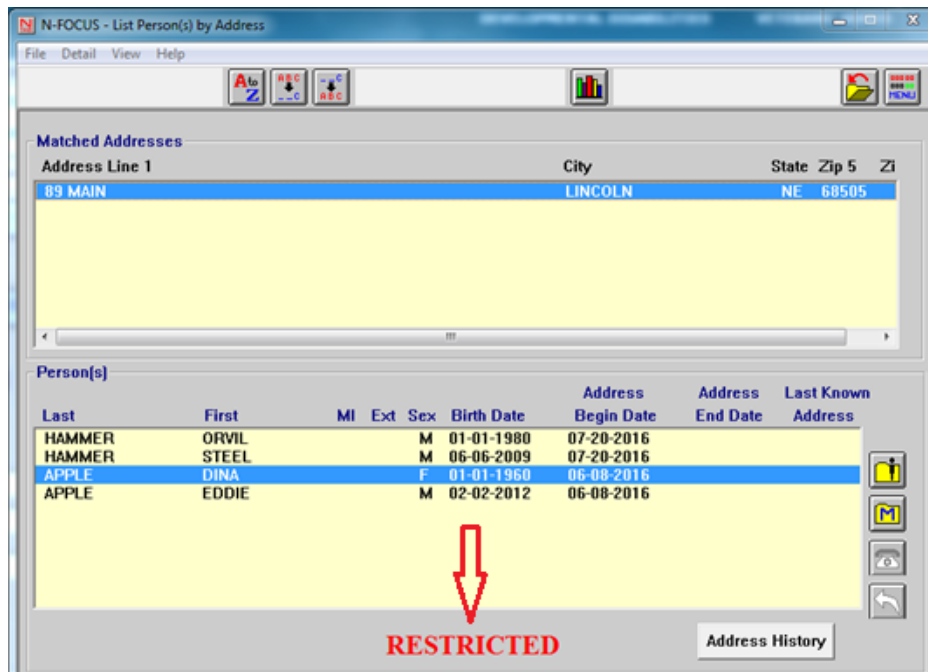 N-FOCUS - List Person(s) by Address
File Detail View Help
A to Z ABC --C --C ABC MENU
Matched Addresses
Address Line 1 City State Zip 5 Zi
89 MAIN LINCOLN NE 68505
Person(s)
Address Address Last Known
Last First MI Ext Sex Birth Date Begin Date End Date Address
HAMMER ORVIL M 01-01-1980 07-20-2016
HAMMER STEEL M 06-06-2009 07-20-2016
APPLE DINA F 01-01-1960 06-08-2016
APPLE EDDIE M 02-02-2012 06-08-2016
M
RESTRICTED Address History